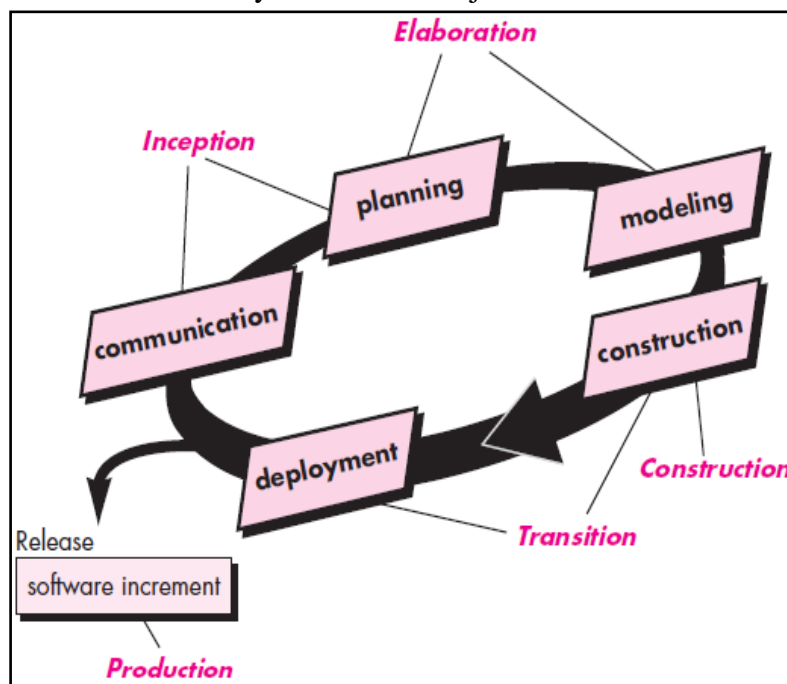 Elaboration
Inception
planning
modeling
communication
construction
deployment
Construction
Transition
Release
software increment
Production